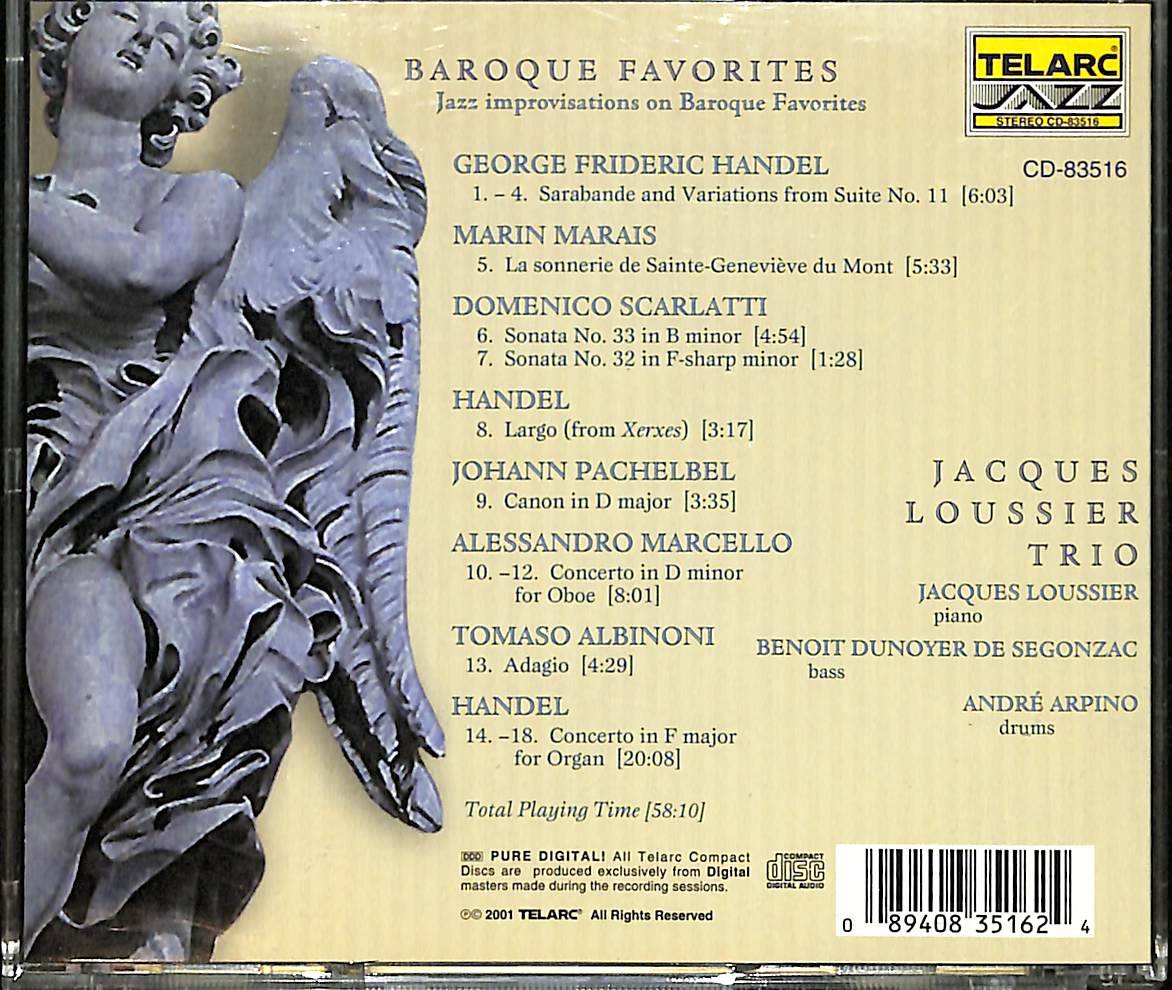 BAROQUE FAVORITES
Jazz improvisations on Baroque Favorites
TELARC
JAZZ
STEREO CD-83516
CD-83516
GEORGE FRIDERIC HANDEL
1. – 4. Sarabande and Variations from Suite No. 11 [6:03]
MARIN MARAIS
5. La sonnerie de Sainte-Geneviève du Mont [5:33]
DOMENICO SCARLATTI
6. Sonata No. 33 in B minor [4:54]
7. Sonata No. 32 in F-sharp minor [1:28]
HANDEL
8. Largo (from Xerxes) [3:17]
JOHANN PACHELBEL
9. Canon in D major [3:35]
ALESSANDRO MARCELLO
10. –12. Concerto in D minor
for Oboe [8:01]
TOMASO ALBINONI
13. Adagio [4:29]
HANDEL
14. –18. Concerto in F major
for Organ [20:08]
Total Playing Time [58:10]
JACQUES
LOUSSIER
TRIO
JACQUES LOUSSIER
piano
BENOIT DUNOYER DE SEGONZAC
bass
ANDRÉ ARPINO
drums
DDD PURE DIGITAL! All Telarc Compact
Discs are produced exclusively from Digital
masters made during the recording sessions.
℗© 2001 TELARC® All Rights Reserved
COMPACT
disc
DIGITAL AUDIO
0 89408 35162 4